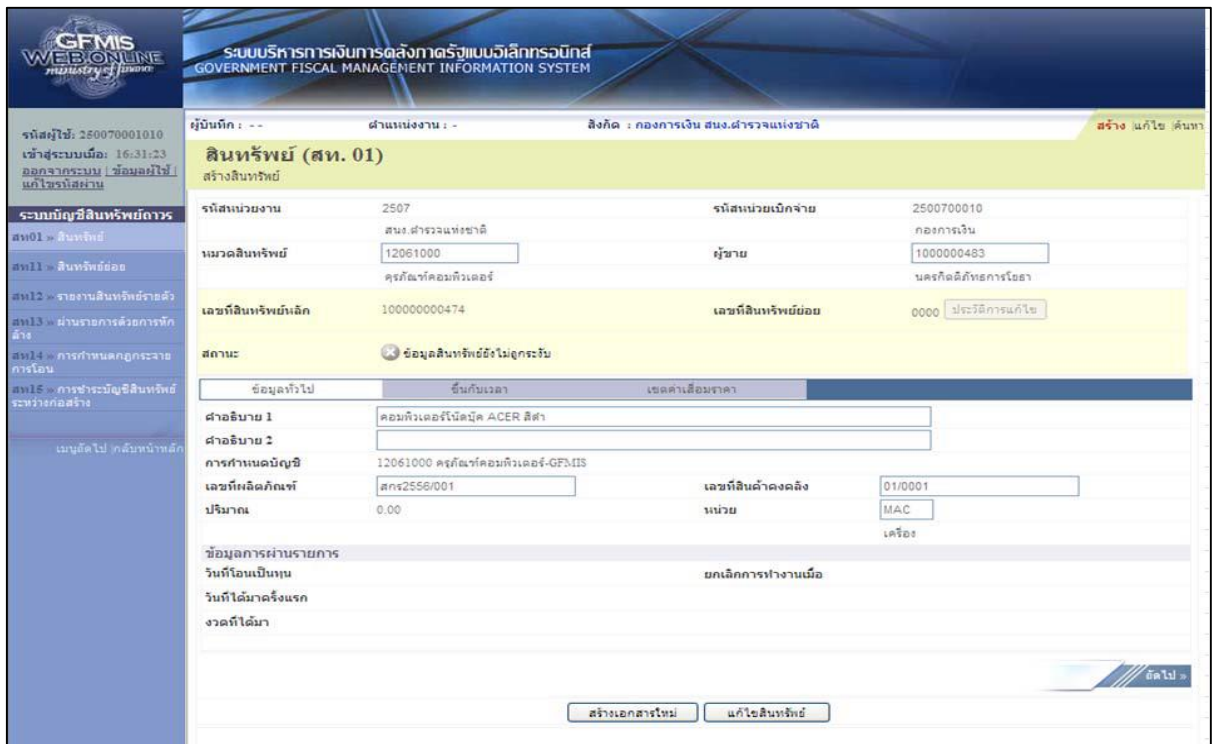 GFMIS
WEB ONLINE
ministry of finance
ระบบบริหารการเงินการคลังภาครัฐแบบอิเล็กทรอนิกส์
GOVERNMENT FISCAL MANAGEMENT INFORMATION SYSTEM
รหัสผู้ใช้: 250070001010
เข้าสู่ระบบเมื่อ: 16:31:23
ออกจากระบบ | ข้อมูลผู้ใช้ |
แก้ไขรหัสผ่าน
ผู้บันทึก : - - ตำแหน่งงาน : - สังกัด : กองการเงิน สนง.ตำรวจแห่งชาติ สร้าง |แก้ไข |ค้นหา
สินทรัพย์ (สท. 01)
สร้างสินทรัพย์
ระบบบัญชีสินทรัพย์ถาวร
สท01 » สินทรัพย์
สท11 » สินทรัพย์ย่อย
สท12 » รายงานสินทรัพย์รายตัว
สท13 » ผ่านรายการด้วยการหัก
ล้าง
สท14 » การกำหนดกฎกระจาย
การโอน
สท15 » การชำระบัญชีสินทรัพย์
ระหว่างก่อสร้าง
เมนูถัดไป |กลับหน้าหลัก
รหัสหน่วยงาน 2507 รหัสหน่วยเบิกจ่าย 2500700010
สนง.ตำรวจแห่งชาติ กองการเงิน
หมวดสินทรัพย์ 12061000 ผู้ขาย 1000000483
ครุภัณฑ์คอมพิวเตอร์ นครกิตติภัทรการโยธา
เลขที่สินทรัพย์หลัก 100000000474 เลขที่สินทรัพย์ย่อย 0000 ประวัติการแก้ไข
สถานะ ข้อมูลสินทรัพย์ยังไม่ถูกระงับ
ข้อมูลทั่วไป ขึ้นกับเวลา เขตค่าเสื่อมราคา
คำอธิบาย 1 คอมพิวเตอร์โน้ตบุ๊ค ACER สีดำ
คำอธิบาย 2
การกำหนดบัญชี 12061000 ครุภัณฑ์คอมพิวเตอร์-GFMIS
เลขที่ผลิตภัณฑ์ สกร2556/001 เลขที่สินค้าคงคลัง 01/0001
ปริมาณ 0.00 หน่วย MAC
เครื่อง
ข้อมูลการผ่านรายการ
วันที่โอนเป็นทุน ยกเลิกการทำงานเมื่อ
วันที่ได้มาครั้งแรก
งวดที่ได้มา
ถัดไป »
สร้างเอกสารใหม่ แก้ไขสินทรัพย์